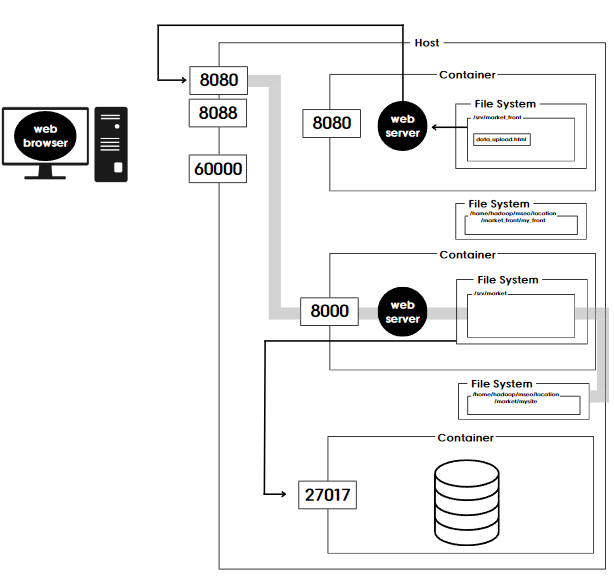 Host
8080
8088
60000
web
browser
Container
8080
web
server
File System
/srv/market_front
data_upload.html
File System
/home/hadoop/mseo/location
/market_front/my_front
Container
8000
web
server
File System
/srv/market
File System
/home/hadoop/mseo/location
/market/mysite
Container
27017